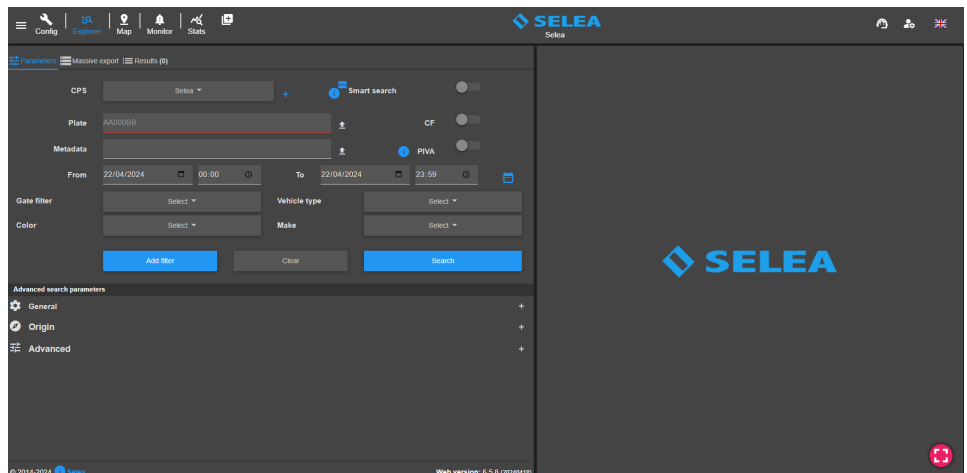 Config Explorer Map Monitor Stats
SELEA
Selea
Parameters Massive export Results (0)
CPS Selea Smart search
Plate AA000BB CF
Metadata PIVA
From 22/04/2024 00:00 To 22/04/2024 23:59
Gate filter Select Vehicle type Select
Color Select Make Select
Add filter Clear Search
SELEA
Advanced search parameters
General +
Origin +
Advanced +
© 2014-2024 Selea Web version: 6.5.8 (20240418)